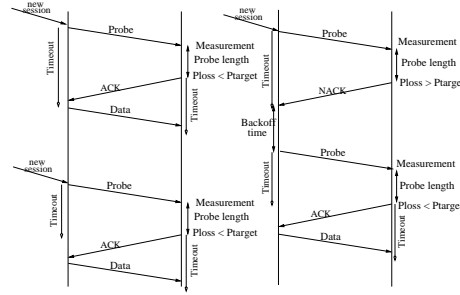 new
session
Probe
Timeout
Measurement
Probe length
Ploss < Ptarget
ACK
Timeout
Data
new
session
Probe
Timeout
Measurement
Probe length
Ploss < Ptarget
ACK
Timeout
Data
new
session
Probe
Timeout
Measurement
Probe length
Ploss > Ptarget
NACK
Backoff
time
Probe
Timeout
Measurement
Probe length
Ploss < Ptarget
ACK
Timeout
Data